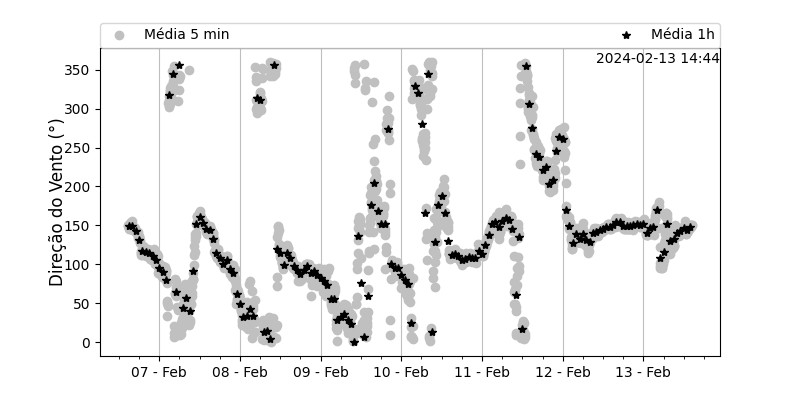 Média 5 min
Média 1h
2024-02-13 14:44
Direção do Vento (°)
350
300
250
200
150
100
50
0
07 - Feb
08 - Feb
09 - Feb
10 - Feb
11 - Feb
12 - Feb
13 - Feb